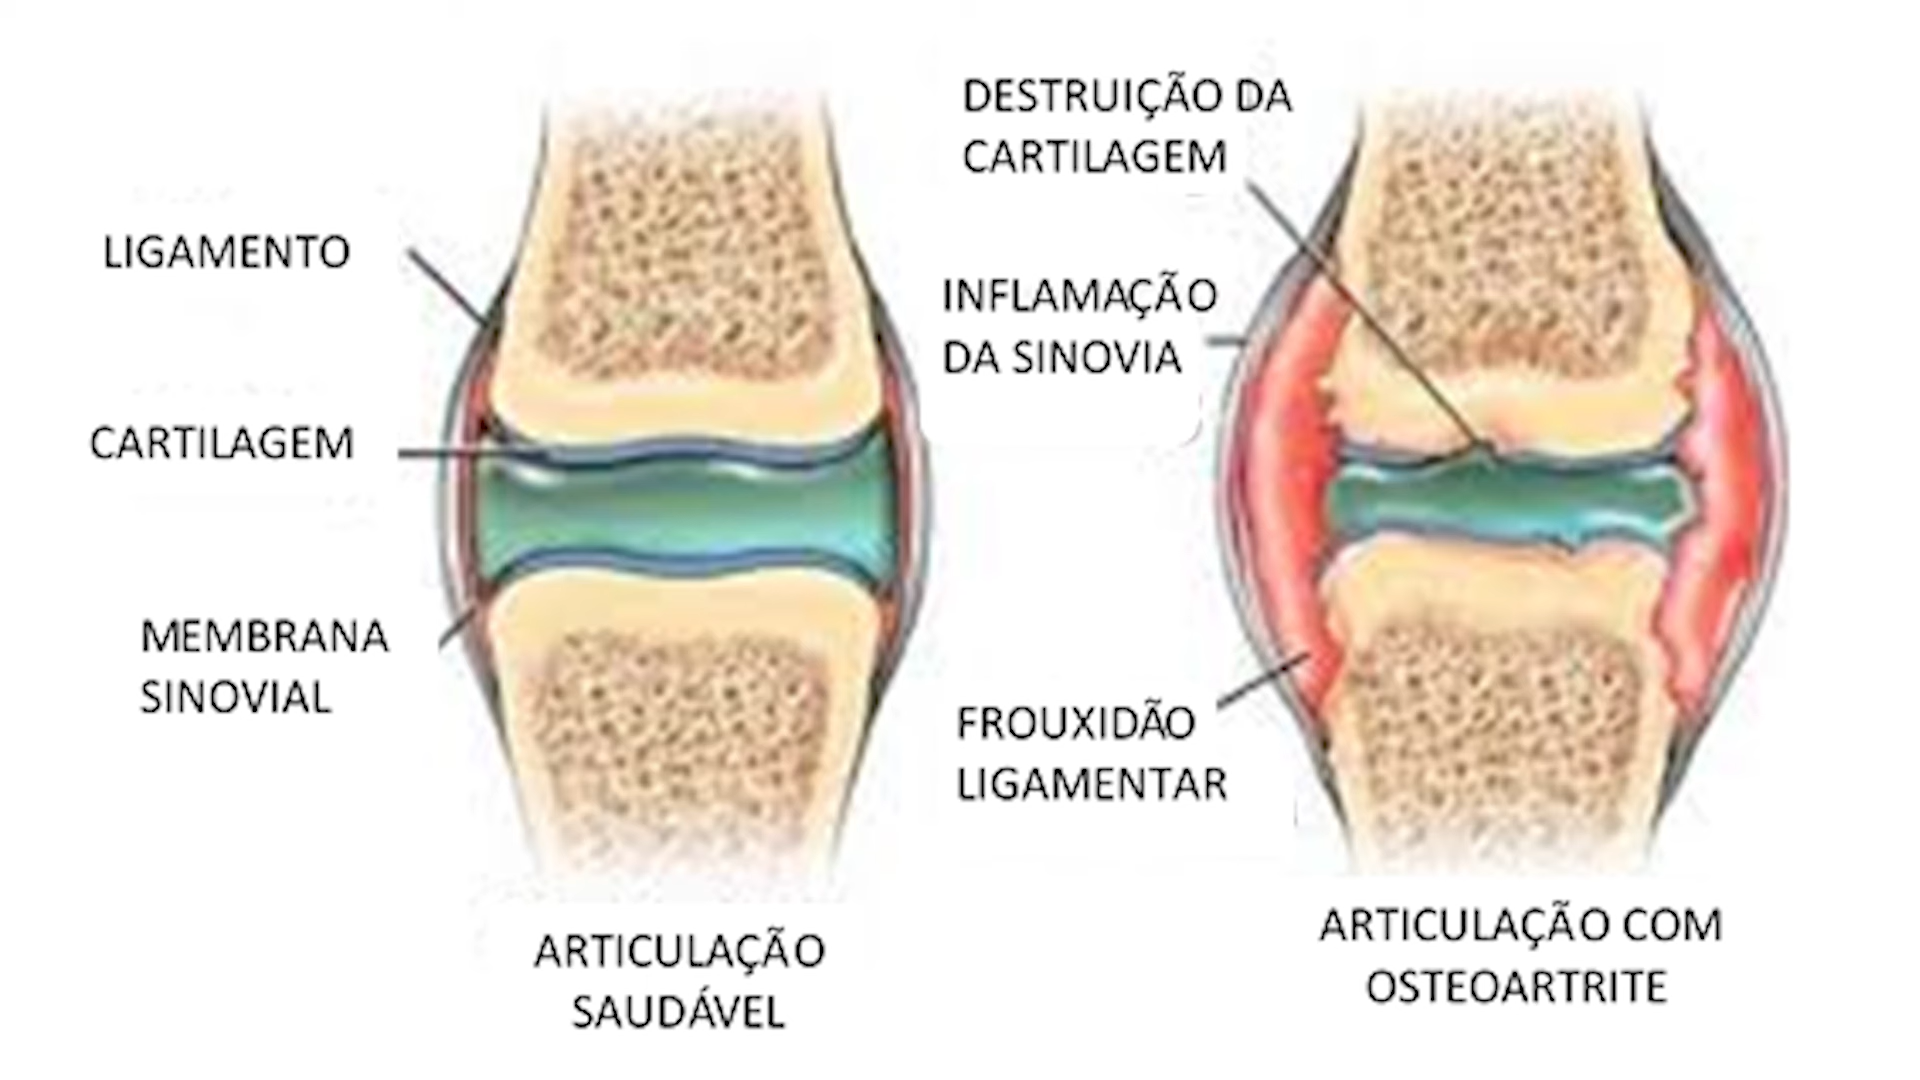 LIGAMENTO
CARTILAGEM
MEMBRANA
SINOVIAL
ARTICULAÇÃO
SAUDÁVEL
DESTRUIÇÃO DA
CARTILAGEM
INFLAMAÇÃO
DA SINOVIA
FROUXIDÃO
LIGAMENTAR
ARTICULAÇÃO COM
OSTEOARTRITE